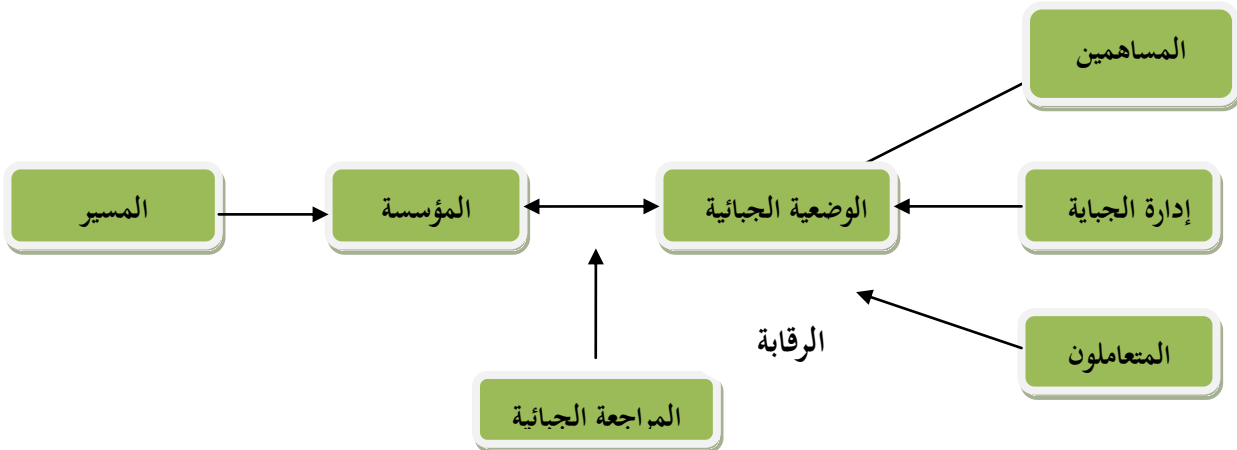 المساهمين
إدارة الجباية
الوضعية الجبائية
المؤسسة
المسير
المتعاملون
الرقابة
المراجعة الجبائية